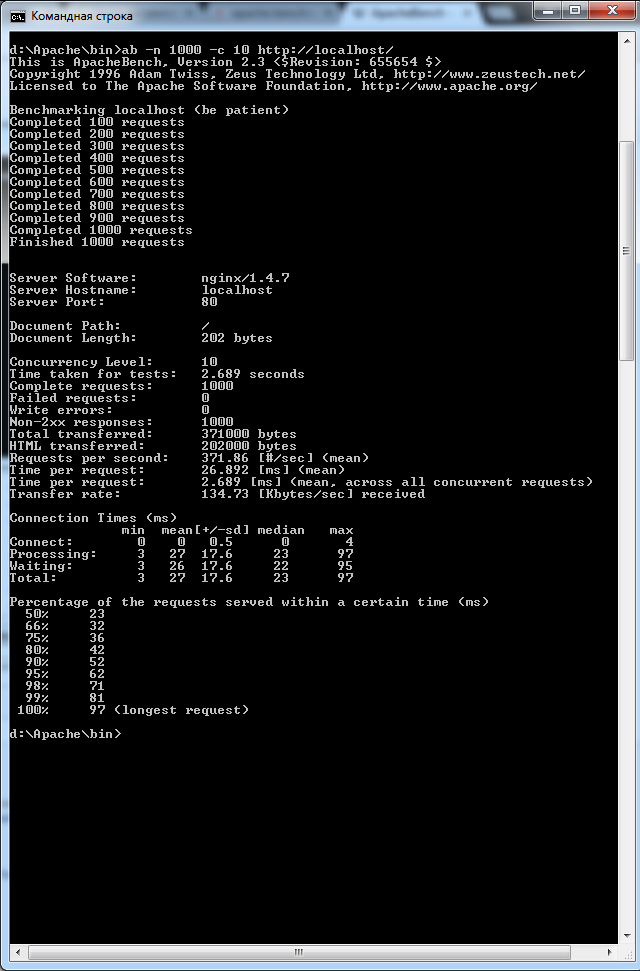 Командная строка
d:\Apache\bin>ab -n 1000 -c 10 http://localhost/
This is ApacheBench, Version 2.3 <$Revision: 655654 $>
Copyright 1996 Adam Twiss, Zeus Technology Ltd, http://www.zeustech.net/
Licensed to The Apache Software Foundation, http://www.apache.org/

Benchmarking localhost (be patient)
Completed 100 requests
Completed 200 requests
Completed 300 requests
Completed 400 requests
Completed 500 requests
Completed 600 requests
Completed 700 requests
Completed 800 requests
Completed 900 requests
Completed 1000 requests
Finished 1000 requests


Server Software:        nginx/1.4.7
Server Hostname:        localhost
Server Port:            80

Document Path:          /
Document Length:        202 bytes

Concurrency Level:      10
Time taken for tests:   2.689 seconds
Complete requests:      1000
Failed requests:        0
Write errors:           0
Non-2xx responses:      1000
Total transferred:      371000 bytes
HTML transferred:       202000 bytes
Requests per second:    371.86 [#/sec] (mean)
Time per request:       26.892 [ms] (mean)
Time per request:       2.689 [ms] (mean, across all concurrent requests)
Transfer rate:          134.73 [Kbytes/sec] received

Connection Times (ms)
              min  mean[+/-sd] median   max
Connect:        0    0   0.5      0       4
Processing:     3   27  17.6     23      97
Waiting:        3   26  17.6     22      95
Total:          3   27  17.6     23      97

Percentage of the requests served within a certain time (ms)
  50%     23
  66%     32
  75%     36
  80%     42
  90%     52
  95%     62
  98%     71
  99%     81
 100%     97 (longest request)

d:\Apache\bin>